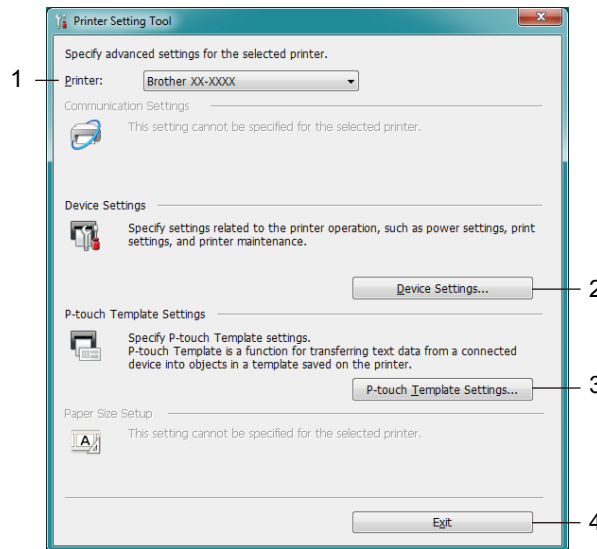 Printer Setting Tool
Specify advanced settings for the selected printer.
1
Printer: Brother XX-XXXX
Communication Settings
This setting cannot be specified for the selected printer.
Device Settings
Specify settings related to the printer operation, such as power settings, print
settings, and printer maintenance.
Device Settings...
2
P-touch Template Settings
Specify P-touch Template settings.
P-touch Template is a function for transferring text data from a connected
device into objects in a template saved on the printer.
P-touch Template Settings...
3
Paper Size Setup
A
This setting cannot be specified for the selected printer.
Exit
4